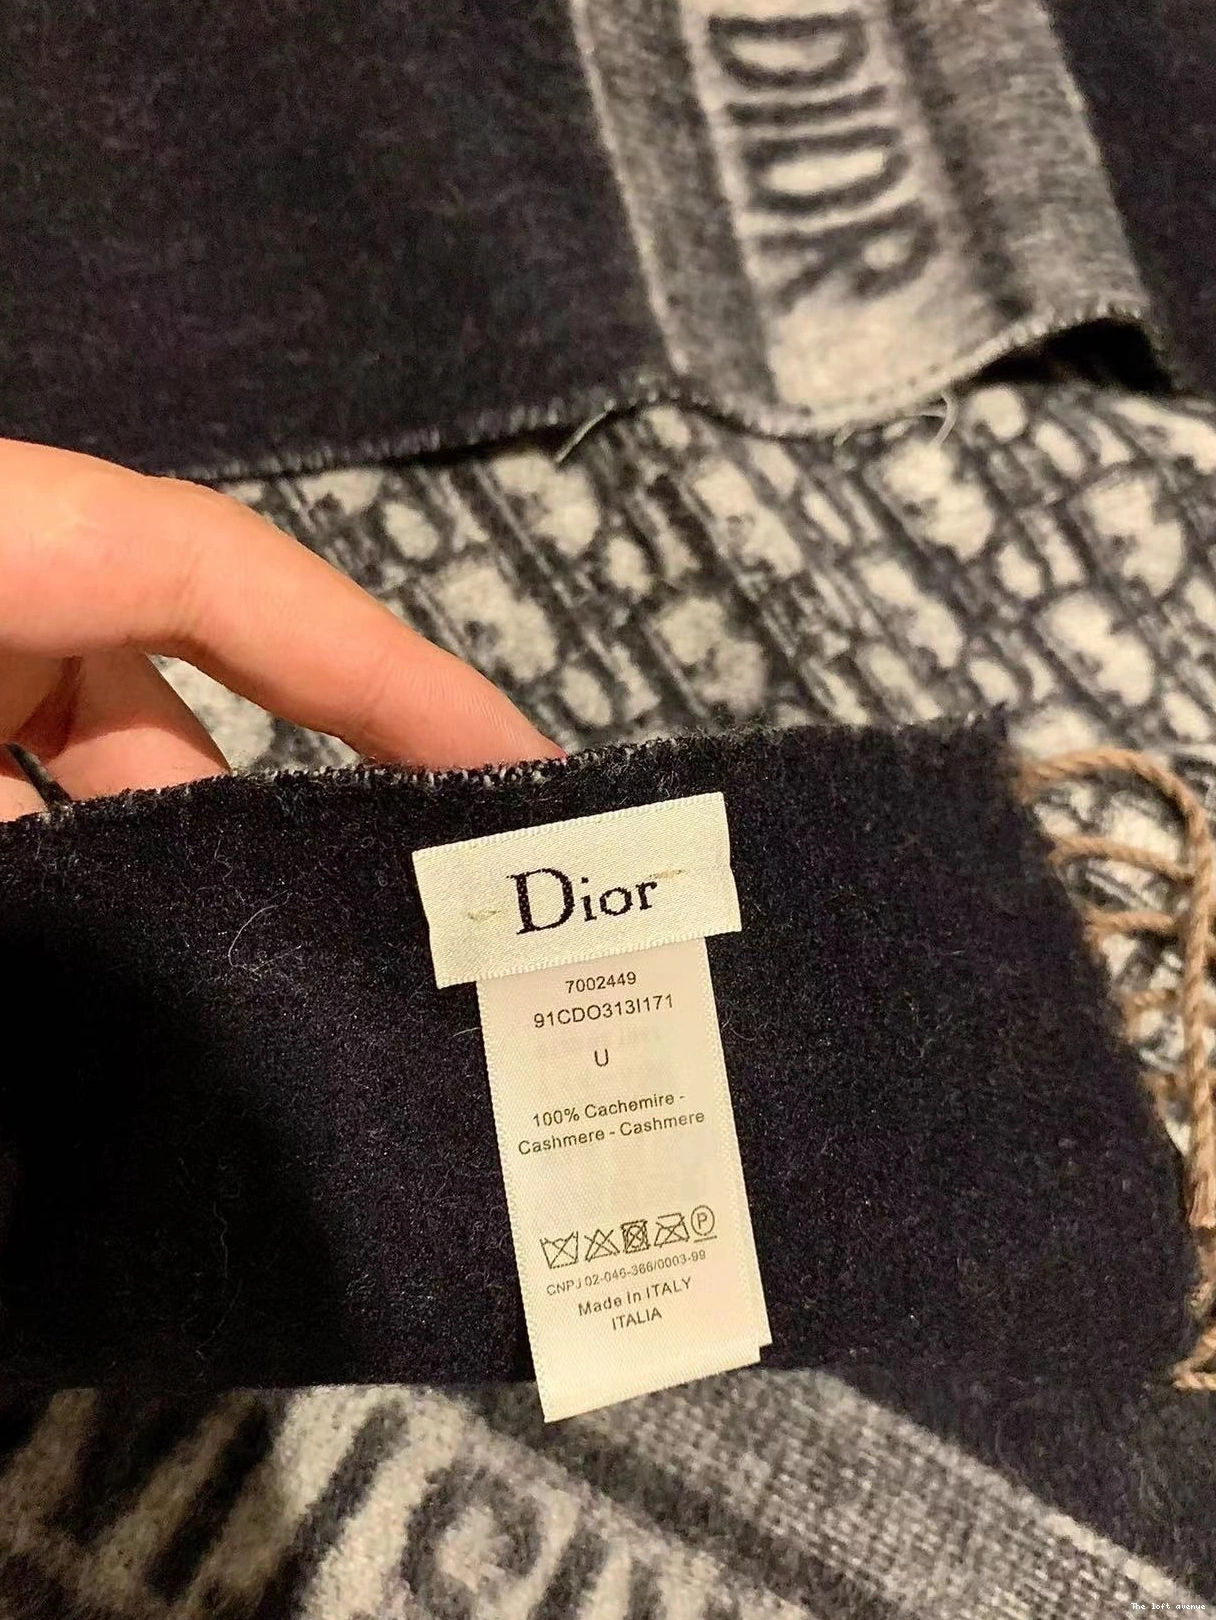 DIOR
Dior
7002449
91CDO313I171
U
100% Cachemire -
Cashmere - Cashmere
P
CNPJ 02-046-366/0003-99
Made In ITALY
ITALIA
The loft avenue